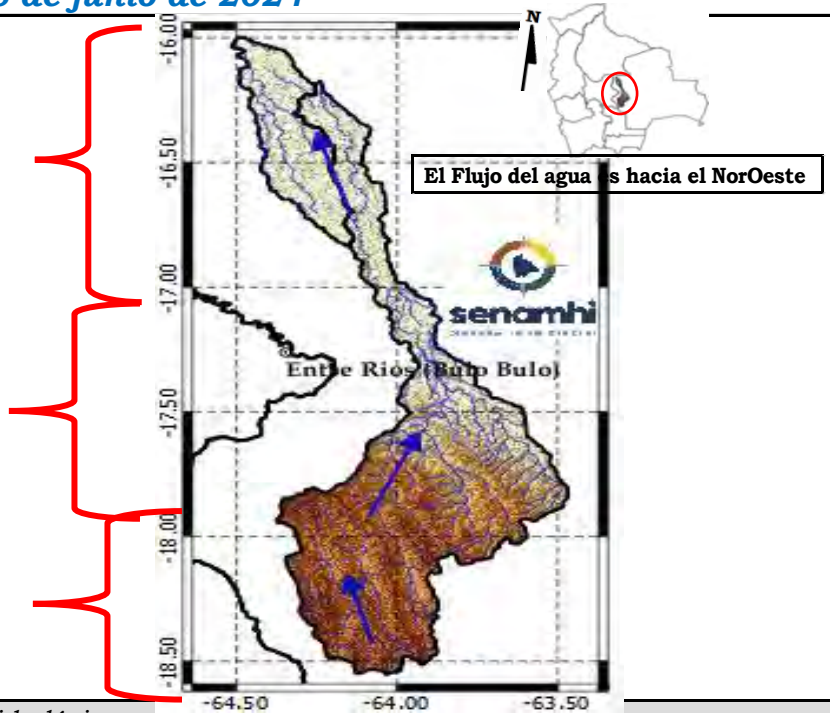 de junio de 2024
-16.00
N
-16.50
El Flujo del agua es hacia el NorOeste
-17.00
senamhi
Entre Rios (Bulo Bulo)
-17.50
-18.00
-18.50
-64.50 -64.00 -63.50